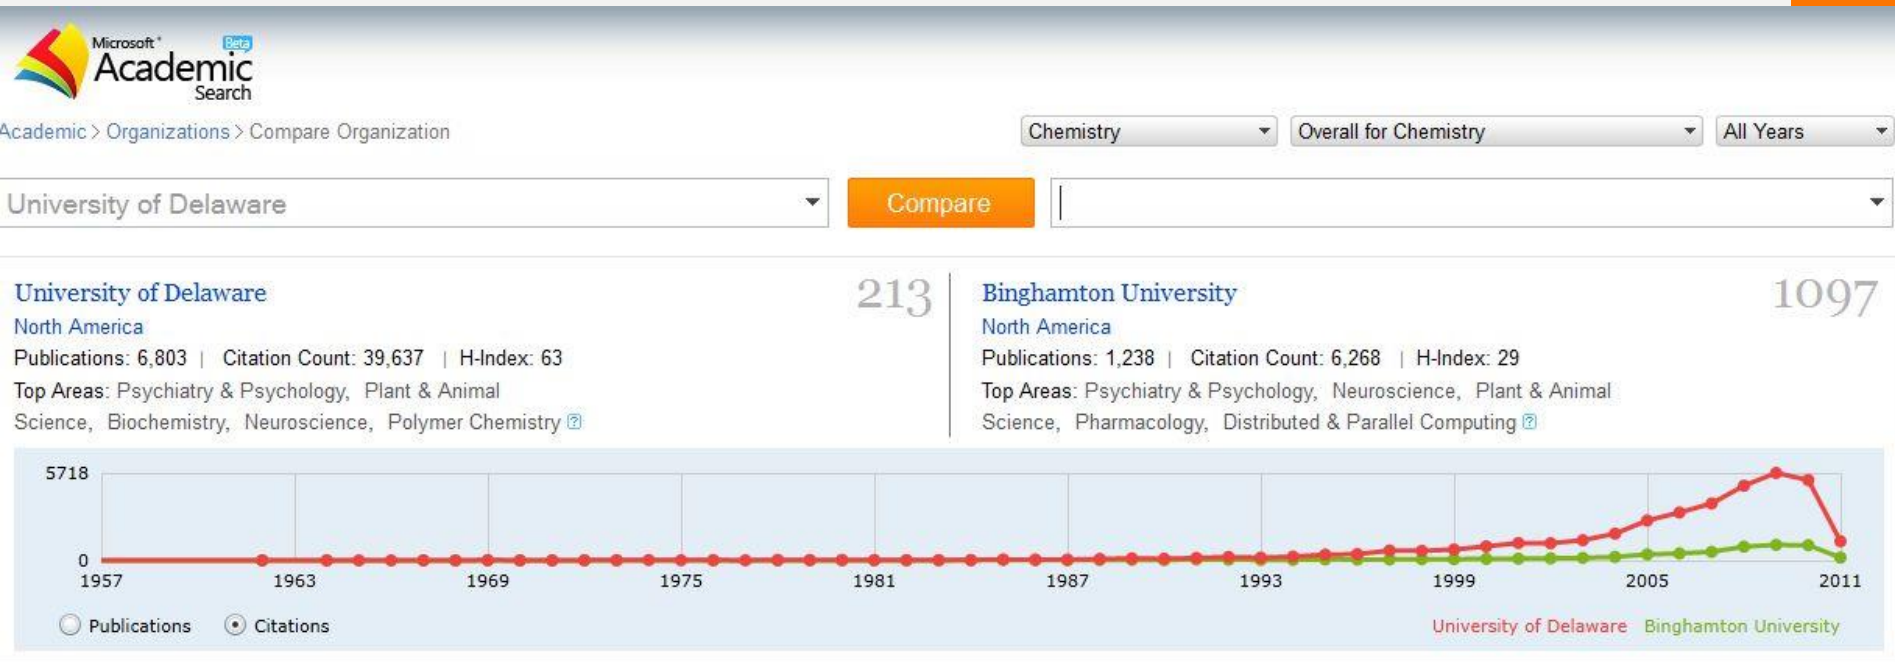 Microsoft® Beta
Academic
Search
Academic > Organizations > Compare Organization
Chemistry Overall for Chemistry All Years
University of Delaware Compare
University of Delaware 213
North America
Publications: 6,803 | Citation Count: 39,637 | H-Index: 63
Top Areas: Psychiatry & Psychology, Plant & Animal
Science, Biochemistry, Neuroscience, Polymer Chemistry ?
Binghamton University 1097
North America
Publications: 1,238 | Citation Count: 6,268 | H-Index: 29
Top Areas: Psychiatry & Psychology, Neuroscience, Plant & Animal
Science, Pharmacology, Distributed & Parallel Computing ?
5718
0
1957 1963 1969 1975 1981 1987 1993 1999 2005 2011
Publications Citations University of Delaware Binghamton University